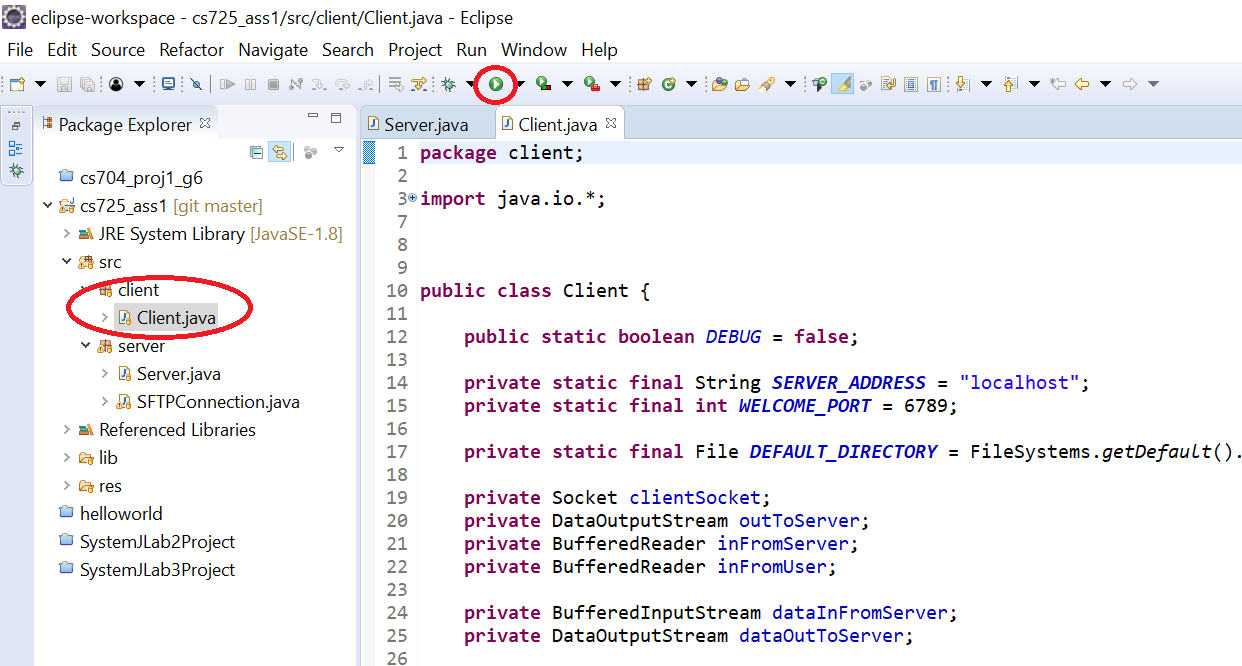 eclipse-workspace - cs725_ass1/src/client/Client.java - Eclipse
File Edit Source Refactor Navigate Search Project Run Window Help
Package Explorer
cs704_proj1_g6
cs725_ass1 [git master]
JRE System Library [JavaSE-1.8]
src
client
Client.java
server
Server.java
SFTPConnection.java
Referenced Libraries
lib
res
helloworld
SystemJLab2Project
SystemJLab3Project
Server.java Client.java
1 package client;
2
3 import java.io.*;
7
8
9
10 public class Client {
11
12 public static boolean DEBUG = false;
13
14 private static final String SERVER_ADDRESS = "localhost";
15 private static final int WELCOME_PORT = 6789;
16
17 private static final File DEFAULT_DIRECTORY = FileSystems.getDefault().
18
19 private Socket clientSocket;
20 private DataOutputStream outToServer;
21 private BufferedReader inFromServer;
22 private BufferedReader inFromUser;
23
24 private BufferedInputStream dataInFromServer;
25 private DataOutputStream dataOutToServer;
26